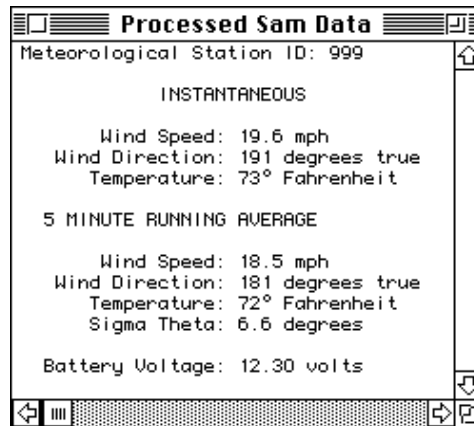 Processed Sam Data
Meteorological Station ID: 999
INSTANTANEOUS
Wind Speed: 19.6 mph
Wind Direction: 191 degrees true
Temperature: 73° Fahrenheit
5 MINUTE RUNNING AVERAGE
Wind Speed: 18.5 mph
Wind Direction: 181 degrees true
Temperature: 72° Fahrenheit
Sigma Theta: 6.6 degrees
Battery Voltage: 12.30 volts